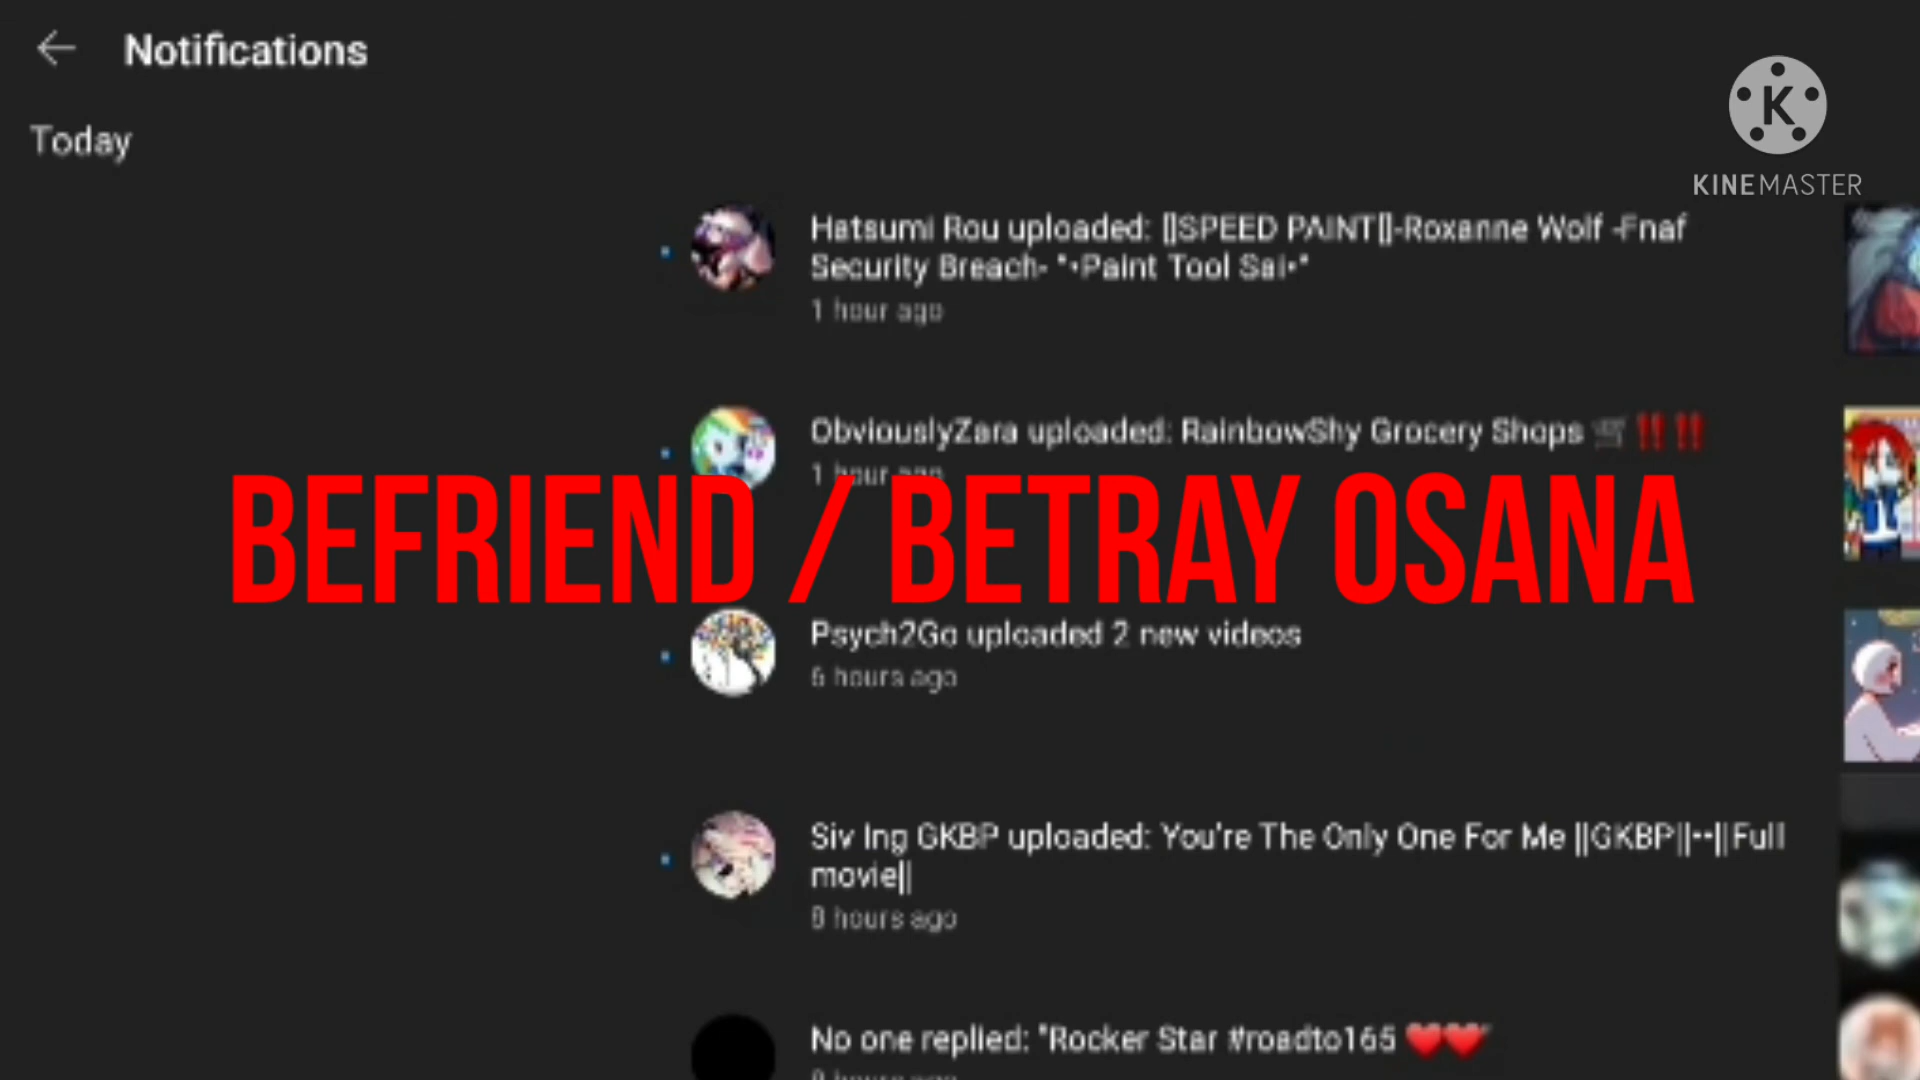 Notifications
K
KINEMASTER
Today
Hatsumi Rou uploaded: []SPEED PAINT[]-Roxanne Wolf -Fnaf
Security Breach- *•Paint Tool Sai•*
1 hour ago
ObviouslyZara uploaded: RainbowShy Grocery Shops 🛒‼️‼️
1 hour ago
BEFRIEND / BETRAY OSANA
Psych2Go uploaded 2 new videos
6 hours ago
Siv Ing GKBP uploaded: You're The Only One For Me ||GKBP||--||Full
movie||
8 hours ago
No one replied: "Rocker Star #roadto165 ❤️❤️"
hours ago